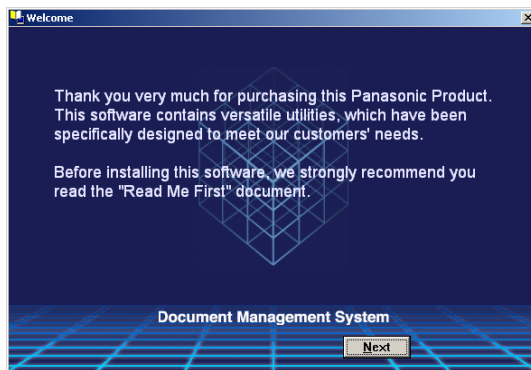 Welcome
Thank you very much for purchasing this Panasonic Product.
This software contains versatile utilities, which have been
specifically designed to meet our customers' needs.
Before installing this software, we strongly recommend you
read the "Read Me First" document.
Document Management System
Next